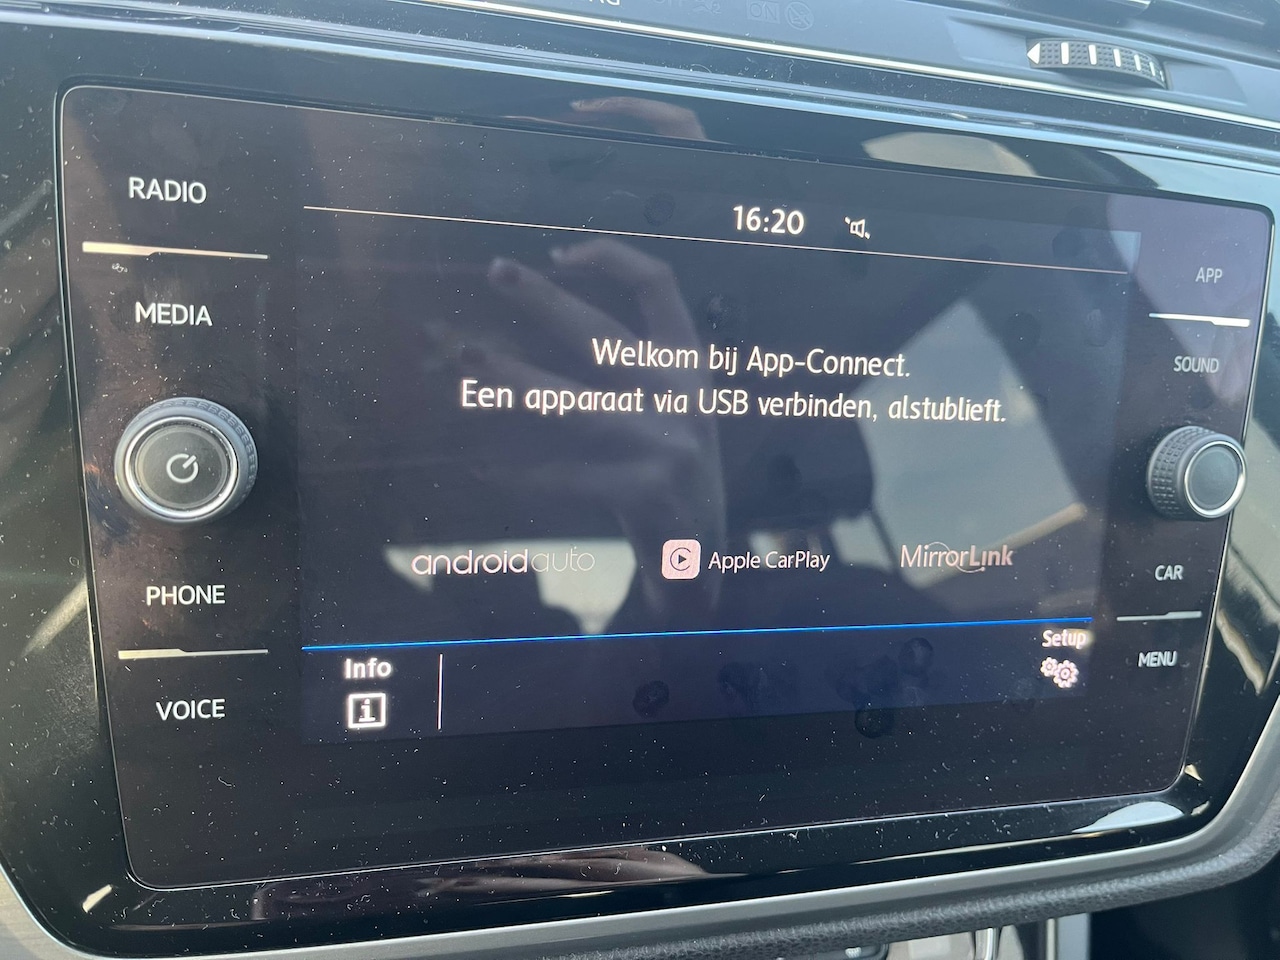 RADIO
MEDIA
PHONE
VOICE
16:20
Welkom bij App-Connect.
Een apparaat via USB verbinden, alstublieft.
androidauto
Apple CarPlay
MirrorLink
Info
i
Setup
APP
SOUND
CAR
MENU